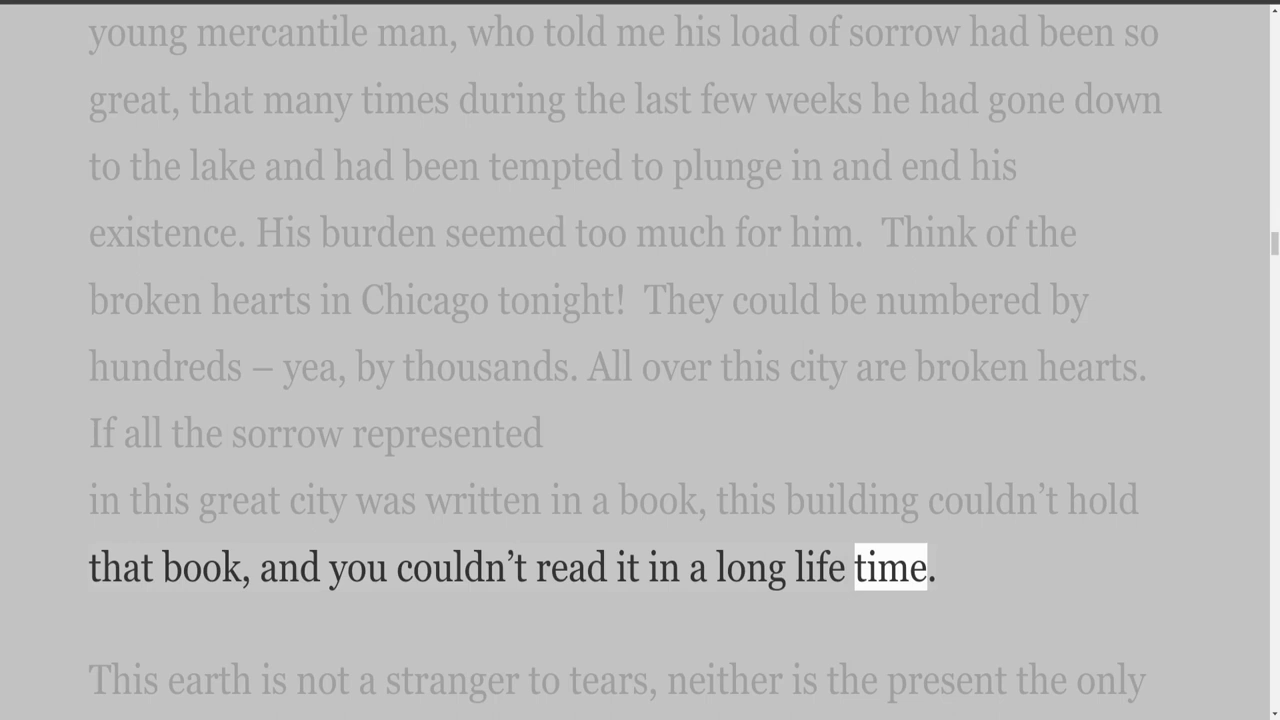 young mercantile man, who told me his load of sorrow had been so
great, that many times during the last few weeks he had gone down
to the lake and had been tempted to plunge in and end his
existence. His burden seemed too much for him.  Think of the
broken hearts in Chicago tonight!  They could be numbered by
hundreds – yea, by thousands. All over this city are broken hearts.
If all the sorrow represented
in this great city was written in a book, this building couldn’t hold
that book, and you couldn’t read it in a long life time.
This earth is not a stranger to tears, neither is the present the only